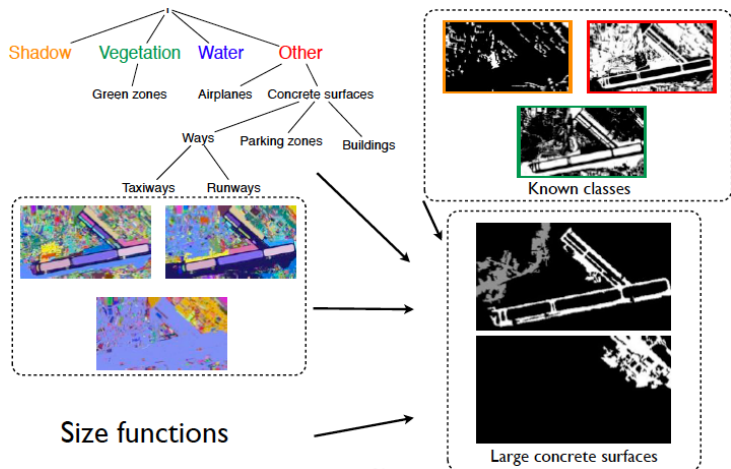 Shadow Vegetation Water Other
Green zones Airplanes Concrete surfaces
Ways Parking zones Buildings
Taxiways Runways
Known classes
Size functions
Large concrete surfaces